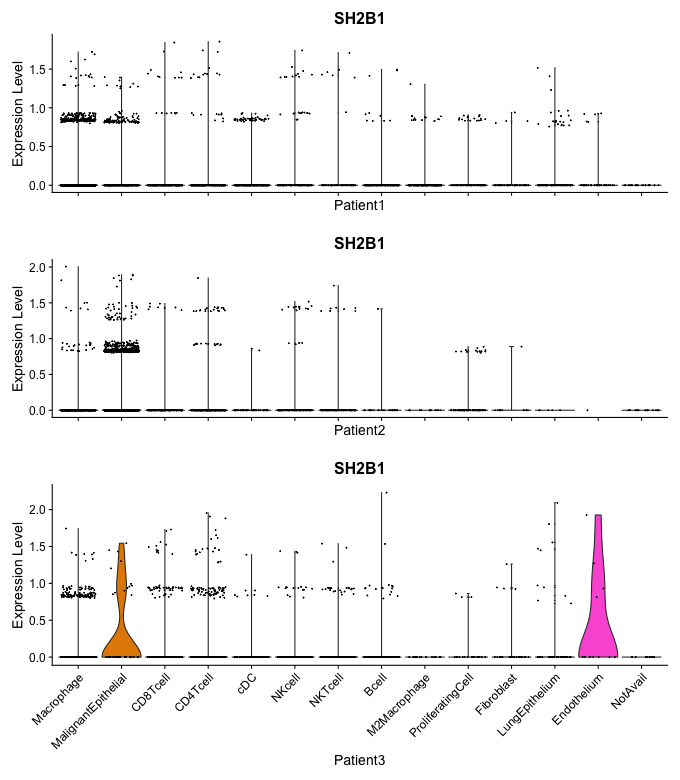 SH2B1
Expression Level
1.5
1.0
0.5
0.0
Patient1
SH2B1
Expression Level
2.0
1.5
1.0
0.5
0.0
Patient2
SH2B1
Expression Level
2.0
1.5
1.0
0.5
0.0
Macrophage
MalignantEpithelial
CD8Tcell
CD4Tcell
cDC
NKcell
NKTcell
Bcell
M2Macrophage
ProliferatingCell
Fibroblast
LungEpithelium
Endothelium
NotAvail
Patient3